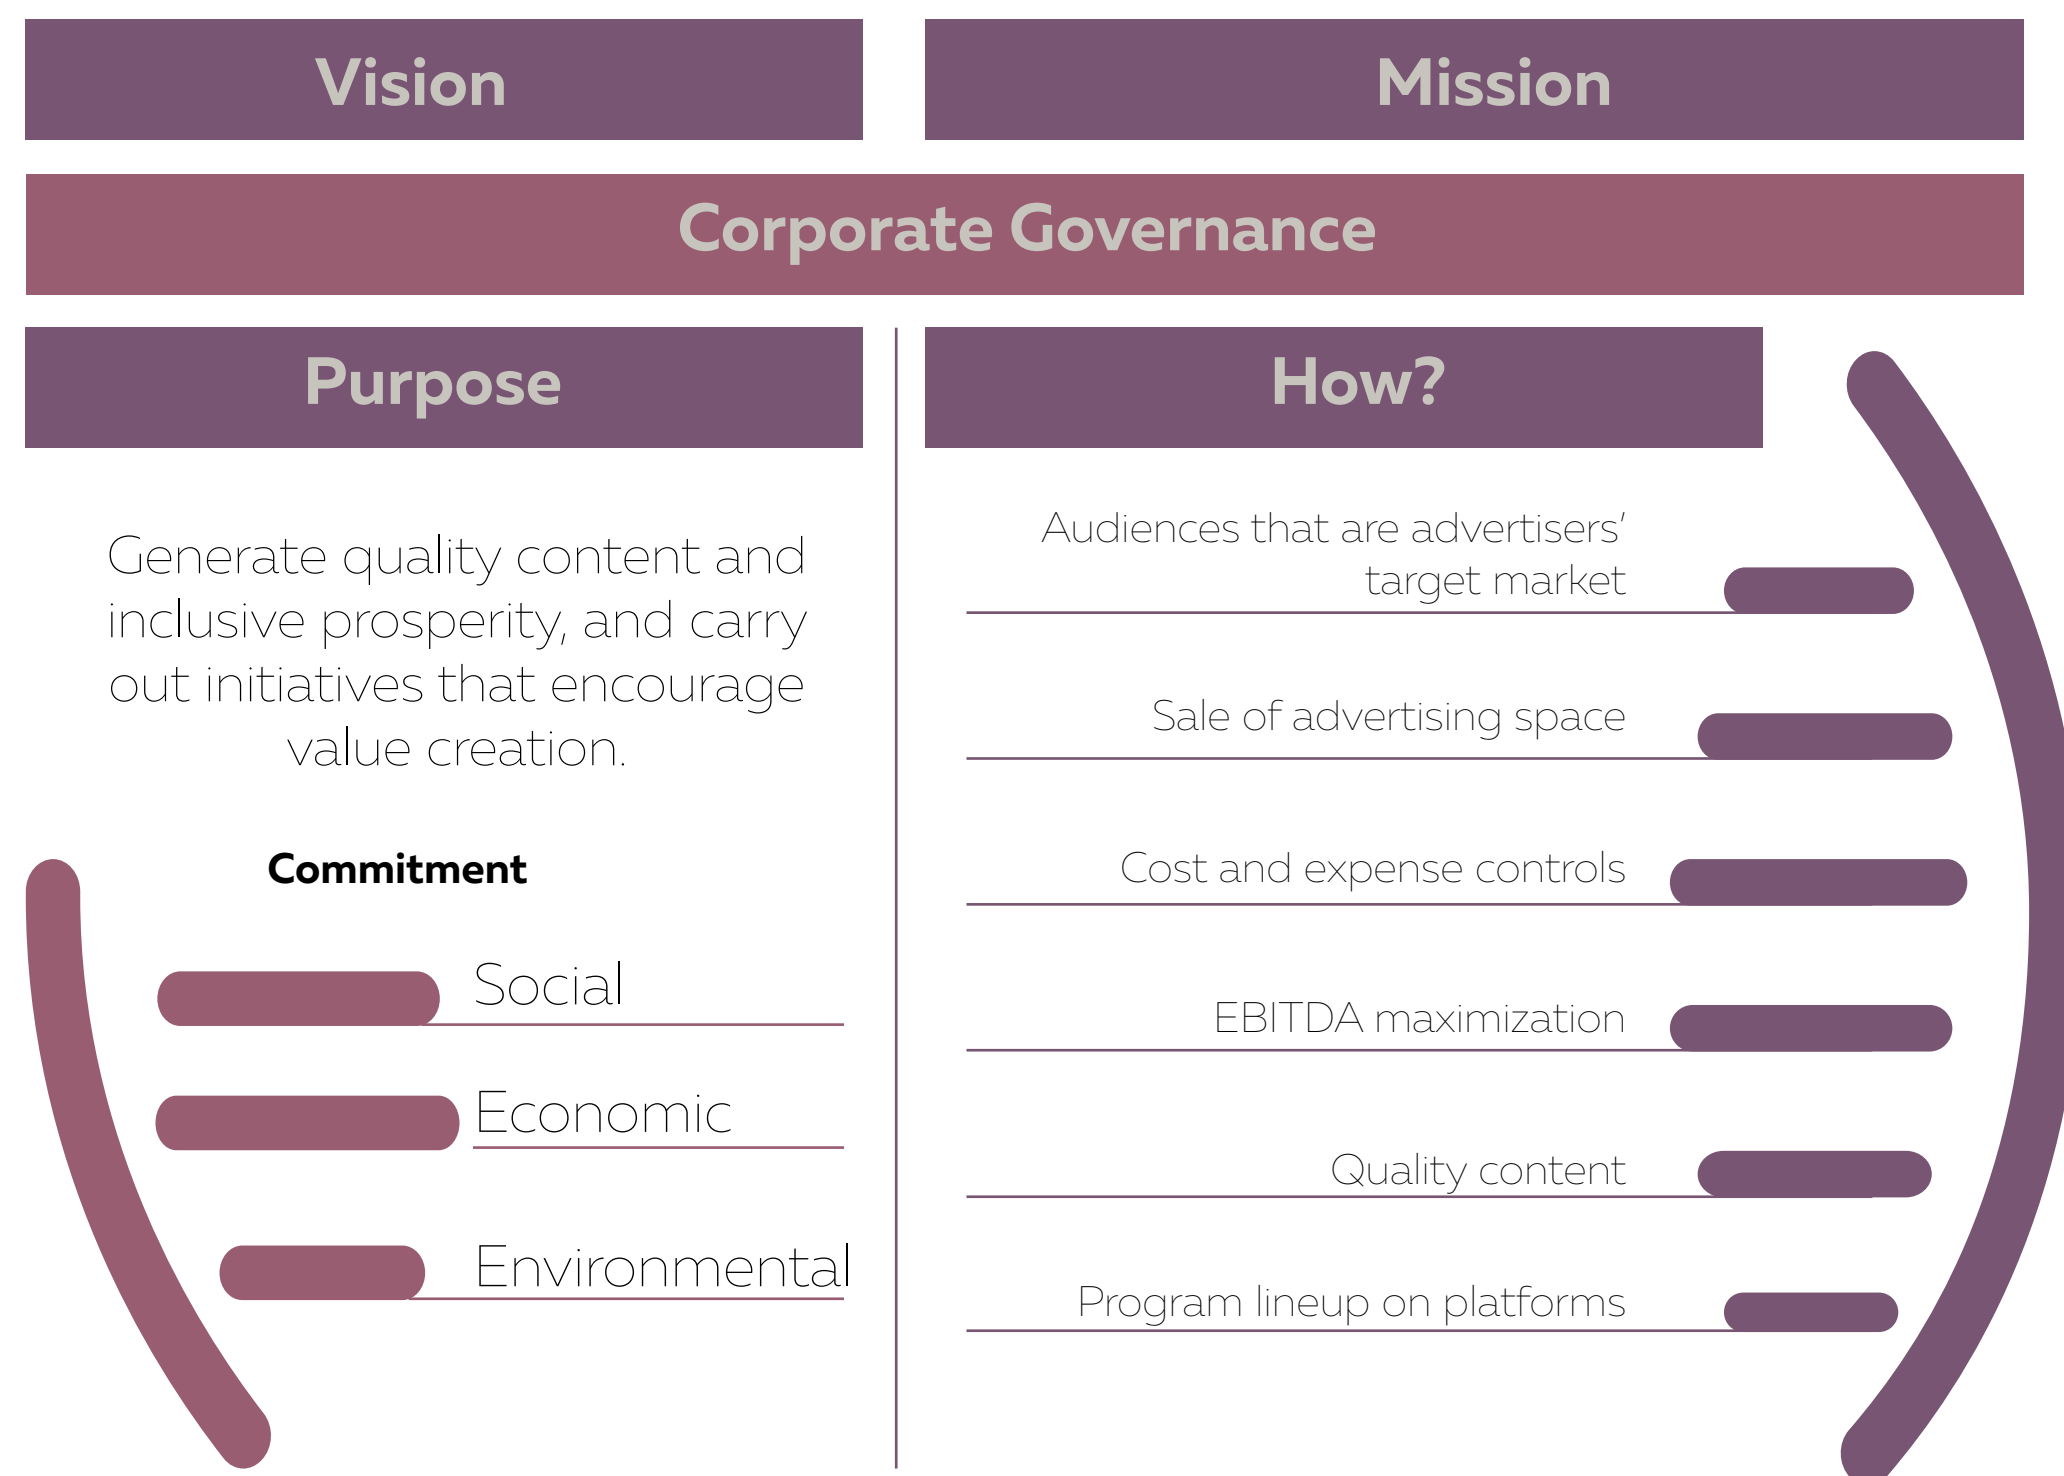 Vision
Mission
Corporate Governance
Purpose
Generate quality content and
inclusive prosperity, and carry
out initiatives that encourage
value creation.
Commitment
Social
Economic
Environmental
How?
Audiences that are advertisers’
target market
Sale of advertising space
Cost and expense controls
EBITDA maximization
Quality content
Program lineup on platforms